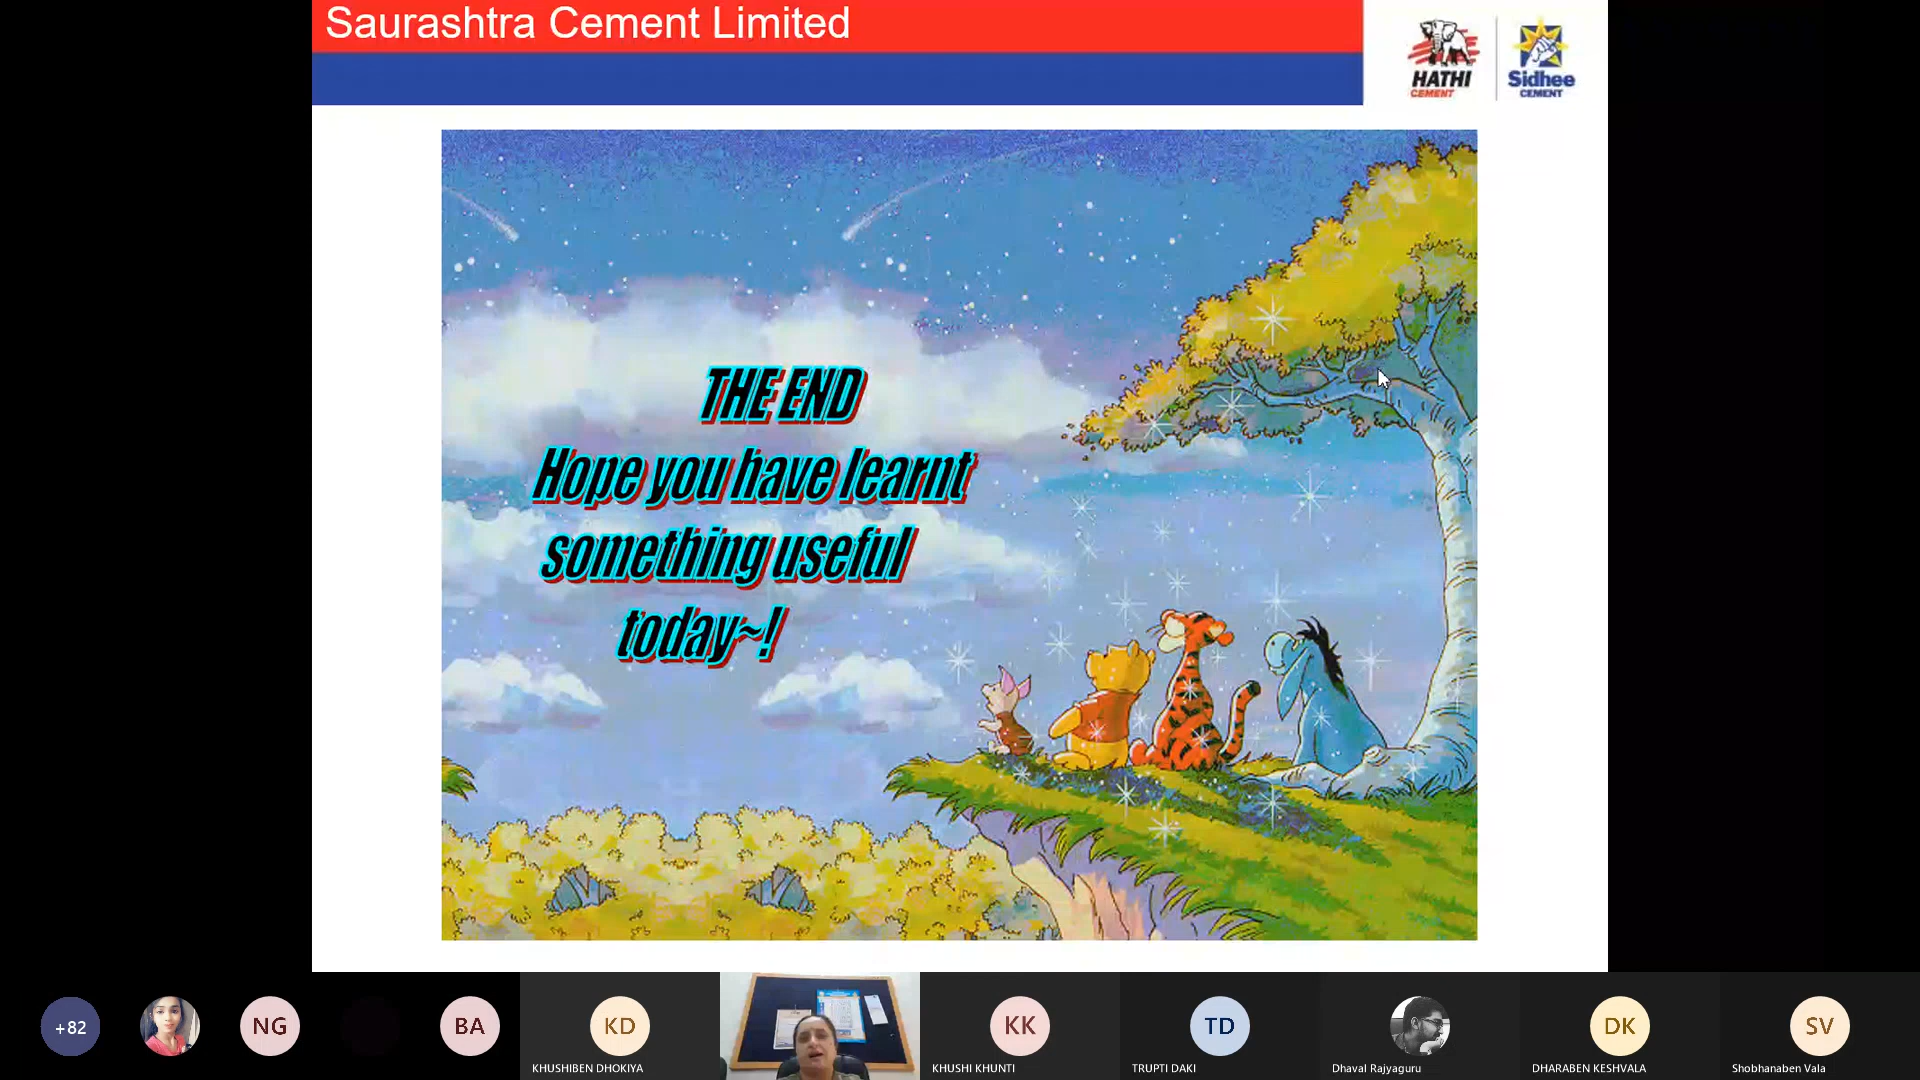 Saurashtra Cement Limited
HATHI
CEMENT
Sidhee
CEMENT
THE END
Hope you have learnt
something useful
today~!
+82
NG
BA
KD
KHUSHIBEN DHOKIYA
KK
KHUSHI KHUNTI
TD
TRUPTI DAKI
Dhaval Rajyaguru
DK
DHARABEN KESHVALA
SV
Shobhanaben Vala